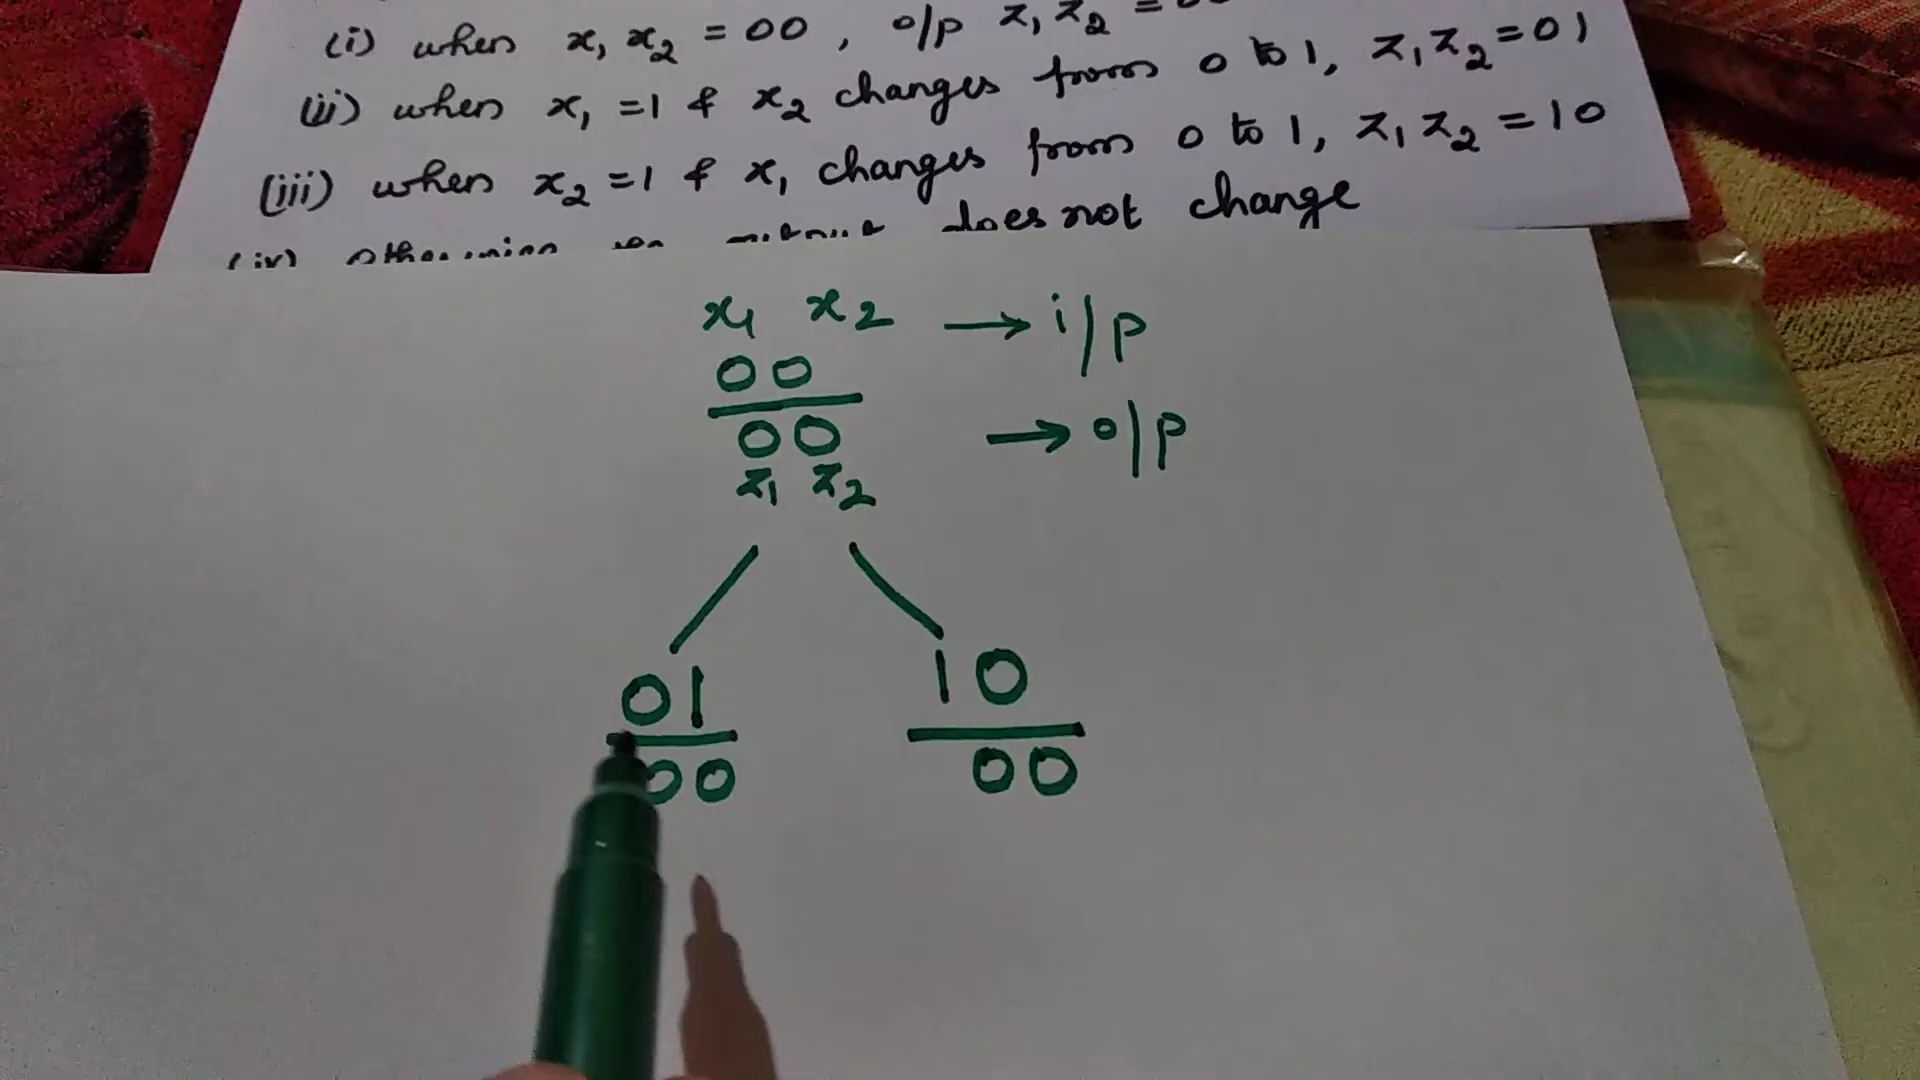 (i) when x₁ x₂ = 00, o/p z₁ z₂ =
(ii) when x₁ = 1 & x₂ changes from 0 to 1, z₁ z₂ = 01
(iii) when x₂ = 1 & x₁ changes from 0 to 1, z₁ z₂ = 10
(iv) does not change
x₁ x₂ → i/p
00
00 → o/p
z₁ z₂
01 10
00 00